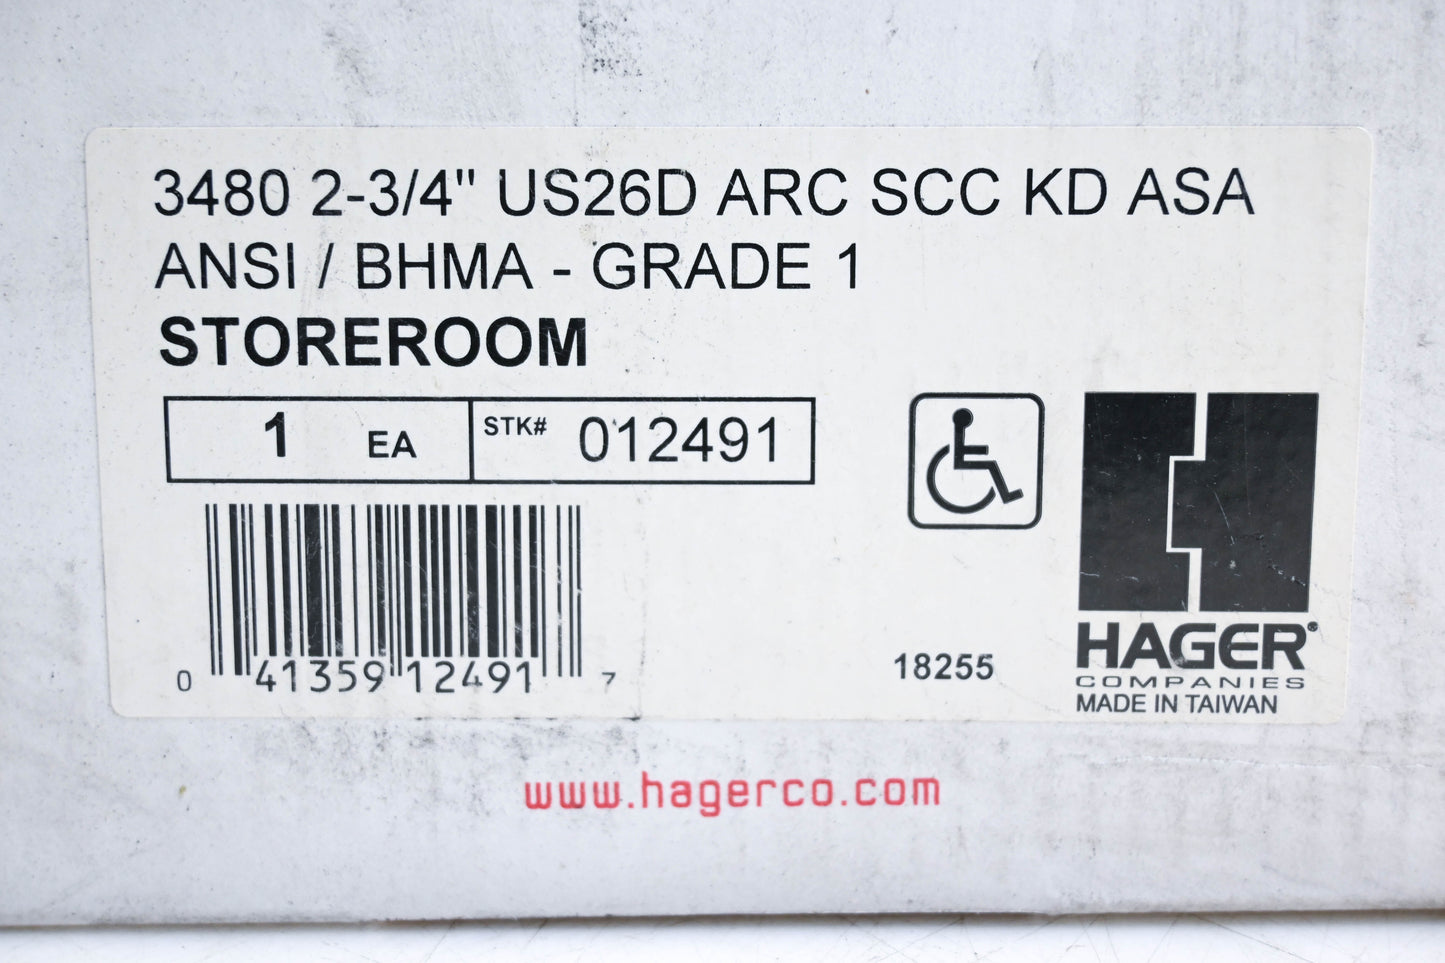 3480 2-3/4" US26D ARC SCC KD ASA
ANSI / BHMA - GRADE 1
STOREROOM
1 EA STK# 012491
0 41359 12491 7
18255
HAGER®
COMPANIES
MADE IN TAIWAN
www.hagerco.com